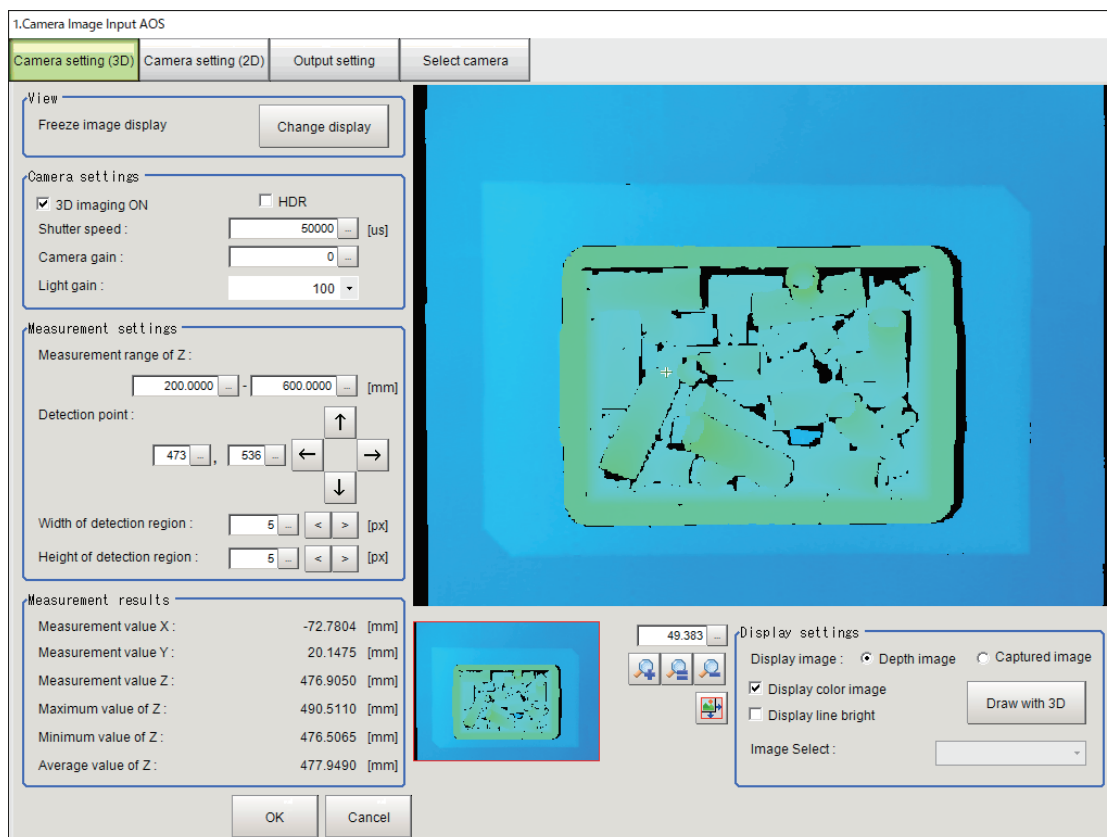 1.Camera Image Input AOS
Camera setting (3D) Camera setting (2D) Output setting Select camera
View
Freeze image display Change display
Camera settings
3D imaging ON HDR
Shutter speed : 50000 ... [us]
Camera gain : 0 ...
Light gain : 100
Measurement settings
Measurement range of Z :
200.0000 ... - 600.0000 ... [mm]
Detection point :
↑
473 ... , 536 ... ← →
↓
Width of detection region : 5 ... < > [px]
Height of detection region : 5 ... < > [px]
Measurement results
Measurement value X : -72.7804 [mm]
Measurement value Y : 20.1475 [mm]
Measurement value Z : 476.9050 [mm]
Maximum value of Z : 490.5110 [mm]
Minimum value of Z : 476.5065 [mm]
Average value of Z : 477.9490 [mm]
OK Cancel
49.383 ...
Display settings
Display image : Depth image Captured image
Display color image
Draw with 3D
Display line bright
Image Select :